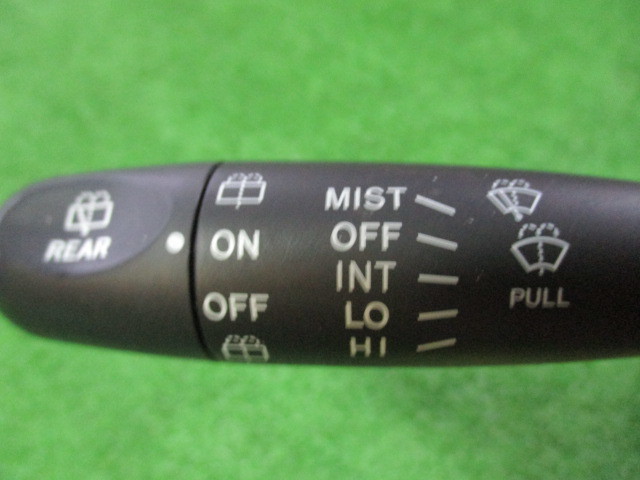 REAR
ON
OFF
MIST
OFF
INT
LO
HI
PULL